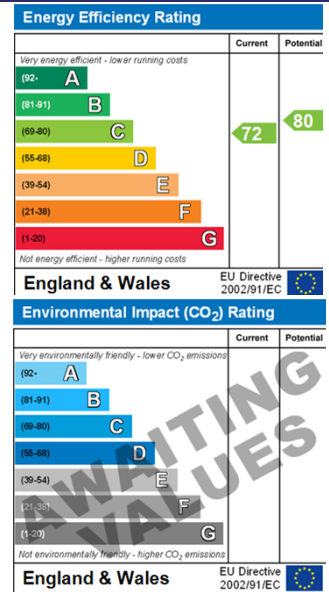 Energy Efficiency Rating
Current Potential
Very energy efficient - lower running costs
(92- A
(81-91) B
(69-80) C
(55-68) D
(39-54) E
(21-38) F
(1-20) G
72
80
Not energy efficient - higher running costs
England & Wales
EU Directive
2002/91/EC
Environmental Impact (CO2) Rating
Current Potential
Very environmentally friendly - lower CO2 emissions
(92- A
(81-91) B
(69-80) C
(55-68) D
(39-54) E
(21-38) F
(1-20) G
AWAITING
VALUES
Not environmentally friendly - higher CO2 emissions
England & Wales
EU Directive
2002/91/EC